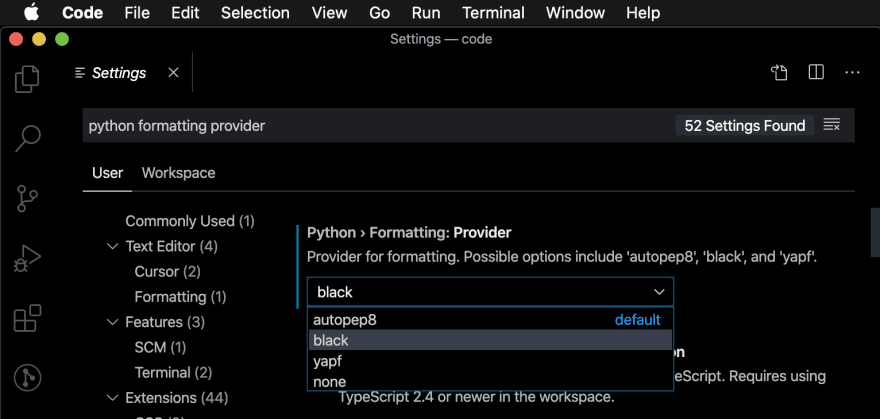 Code File Edit Selection View Go Run Terminal Window Help
Settings — code
Settings
python formatting provider 52 Settings Found
User Workspace
Commonly Used (1)
Text Editor (4)
Cursor (2)
Formatting (1)
Features (3)
SCM (1)
Terminal (2)
Extensions (44)
Python › Formatting: Provider
Provider for formatting. Possible options include 'autopep8', 'black', and 'yapf'.
black
autopep8 default
black
yapf
none
eScript. Requires using
TypeScript 2.4 or newer in the workspace.